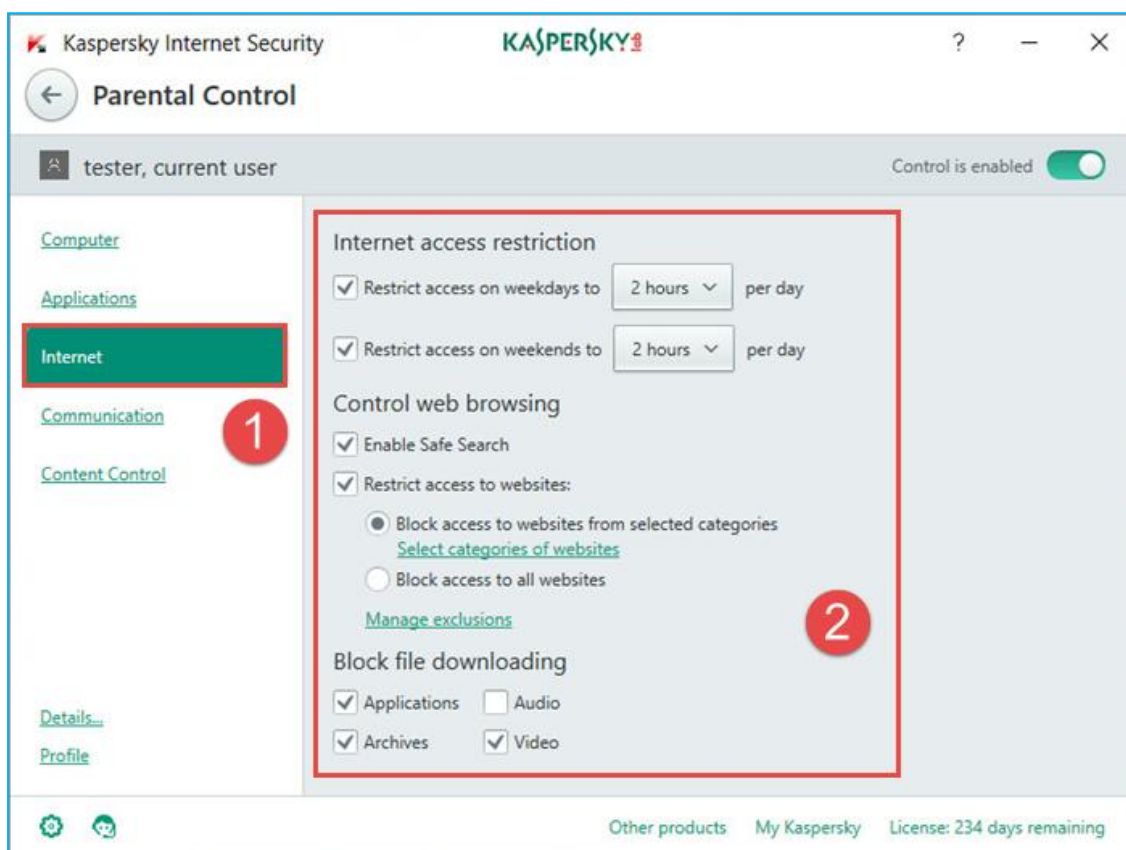 Kaspersky Internet Security
KASPERSKY lab
?
Parental Control
tester, current user
Control is enabled
Computer
Applications
Internet
Communication
Content Control
Details...
Profile
1
Internet access restriction
Restrict access on weekdays to 2 hours per day
Restrict access on weekends to 2 hours per day
Control web browsing
Enable Safe Search
Restrict access to websites:
Block access to websites from selected categories
Select categories of websites
Block access to all websites
Manage exclusions
2
Block file downloading
Applications Audio
Archives Video
Other products My Kaspersky License: 234 days remaining